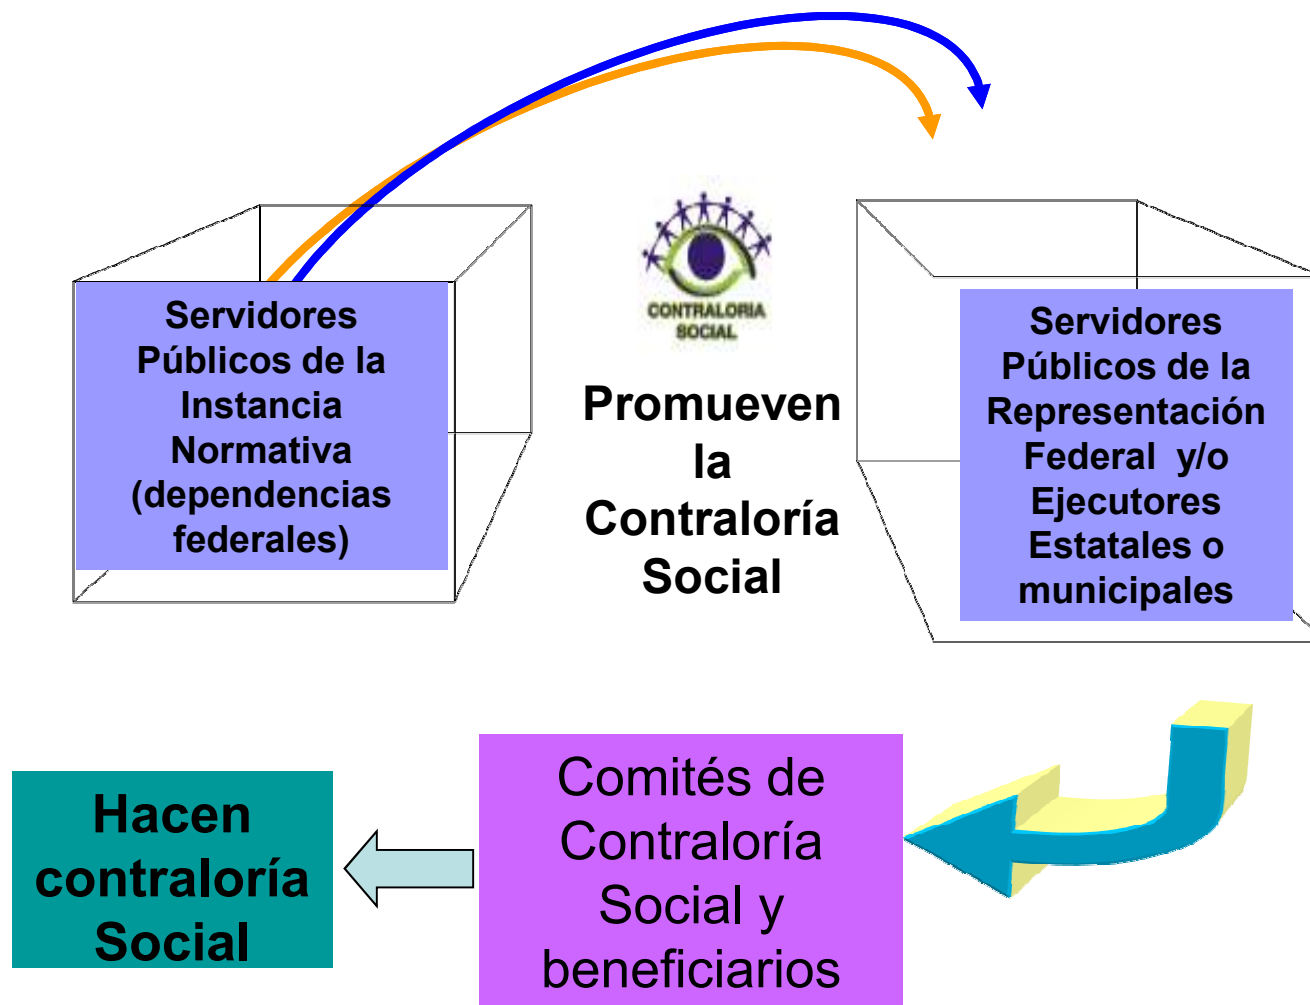 Servidores
Públicos de la
Instancia
Normativa
(dependencias
federales)
CONTRALORIA
SOCIAL
Promueven
la
Contraloría
Social
Servidores
Públicos de la
Representación
Federal y/o
Ejecutores
Estatales o
municipales
Hacen
contraloría
Social
Comités de
Contraloría
Social y
beneficiarios